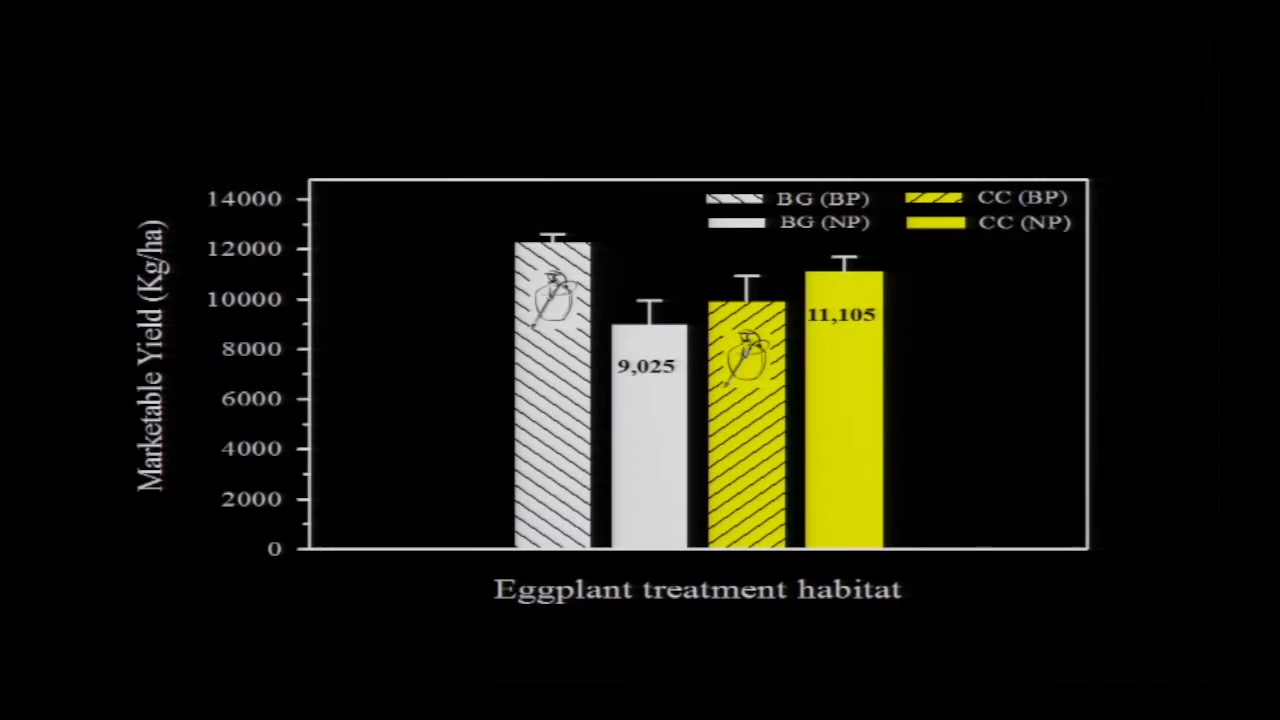 14000
12000
10000
8000
6000
4000
2000
0
Marketable Yield (Kg/ha)
BG (BP)
CC (BP)
BG (NP)
CC (NP)
9,025
11,105
Eggplant treatment habitat